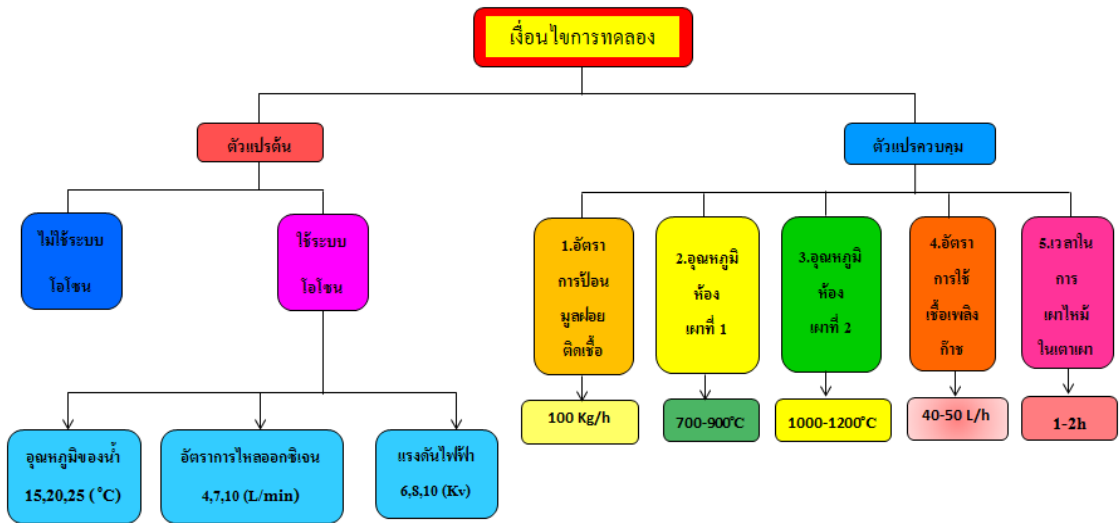 เงื่อนไขการทดลอง
ตัวแปรต้น
ตัวแปรควบคุม
ไม่ใช้ระบบ
โอโซน
ใช้ระบบ
โอโซน
1.อัตรา
การป้อน
มูลฝอย
ติดเชื้อ
2.อุณหภูมิ
ห้อง
เผาที่ 1
3.อุณหภูมิ
ห้อง
เผาที่ 2
4.อัตรา
การใช้
เชื้อเพลิง
ก๊าซ
5.เวลาใน
การ
เผาไหม้
ในเตาเผา
100 Kg/h
700-900°C
1000-1200°C
40-50 L/h
1-2h
อุณหภูมิของน้ำ
15,20,25 (°C)
อัตราการไหลออกซิเจน
4,7,10 (L/min)
แรงดันไฟฟ้า
6,8,10 (Kv)